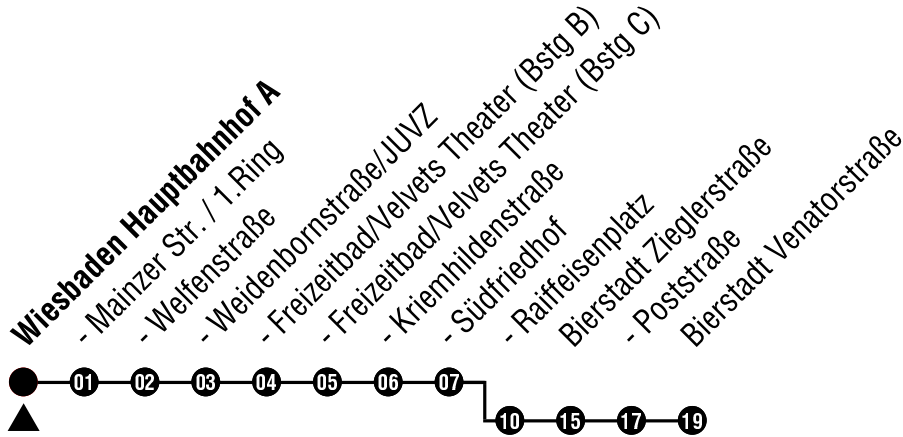 Wiesbaden Hauptbahnhof A
- Mainzer Str. / 1.Ring
- Welfenstraße
- Weidenbornstraße/JUVZ
- Freizeitbad/Velvets Theater (Bstg B)
- Freizeitbad/Velvets Theater (Bstg C)
- Kriemhildenstraße
- Südfriedhof
- Raiffeisenplatz
Bierstadt Zieglerstraße
- Poststraße
Bierstadt Venatorstraße
01 02 03 04 05 06 07
10 15 17 19